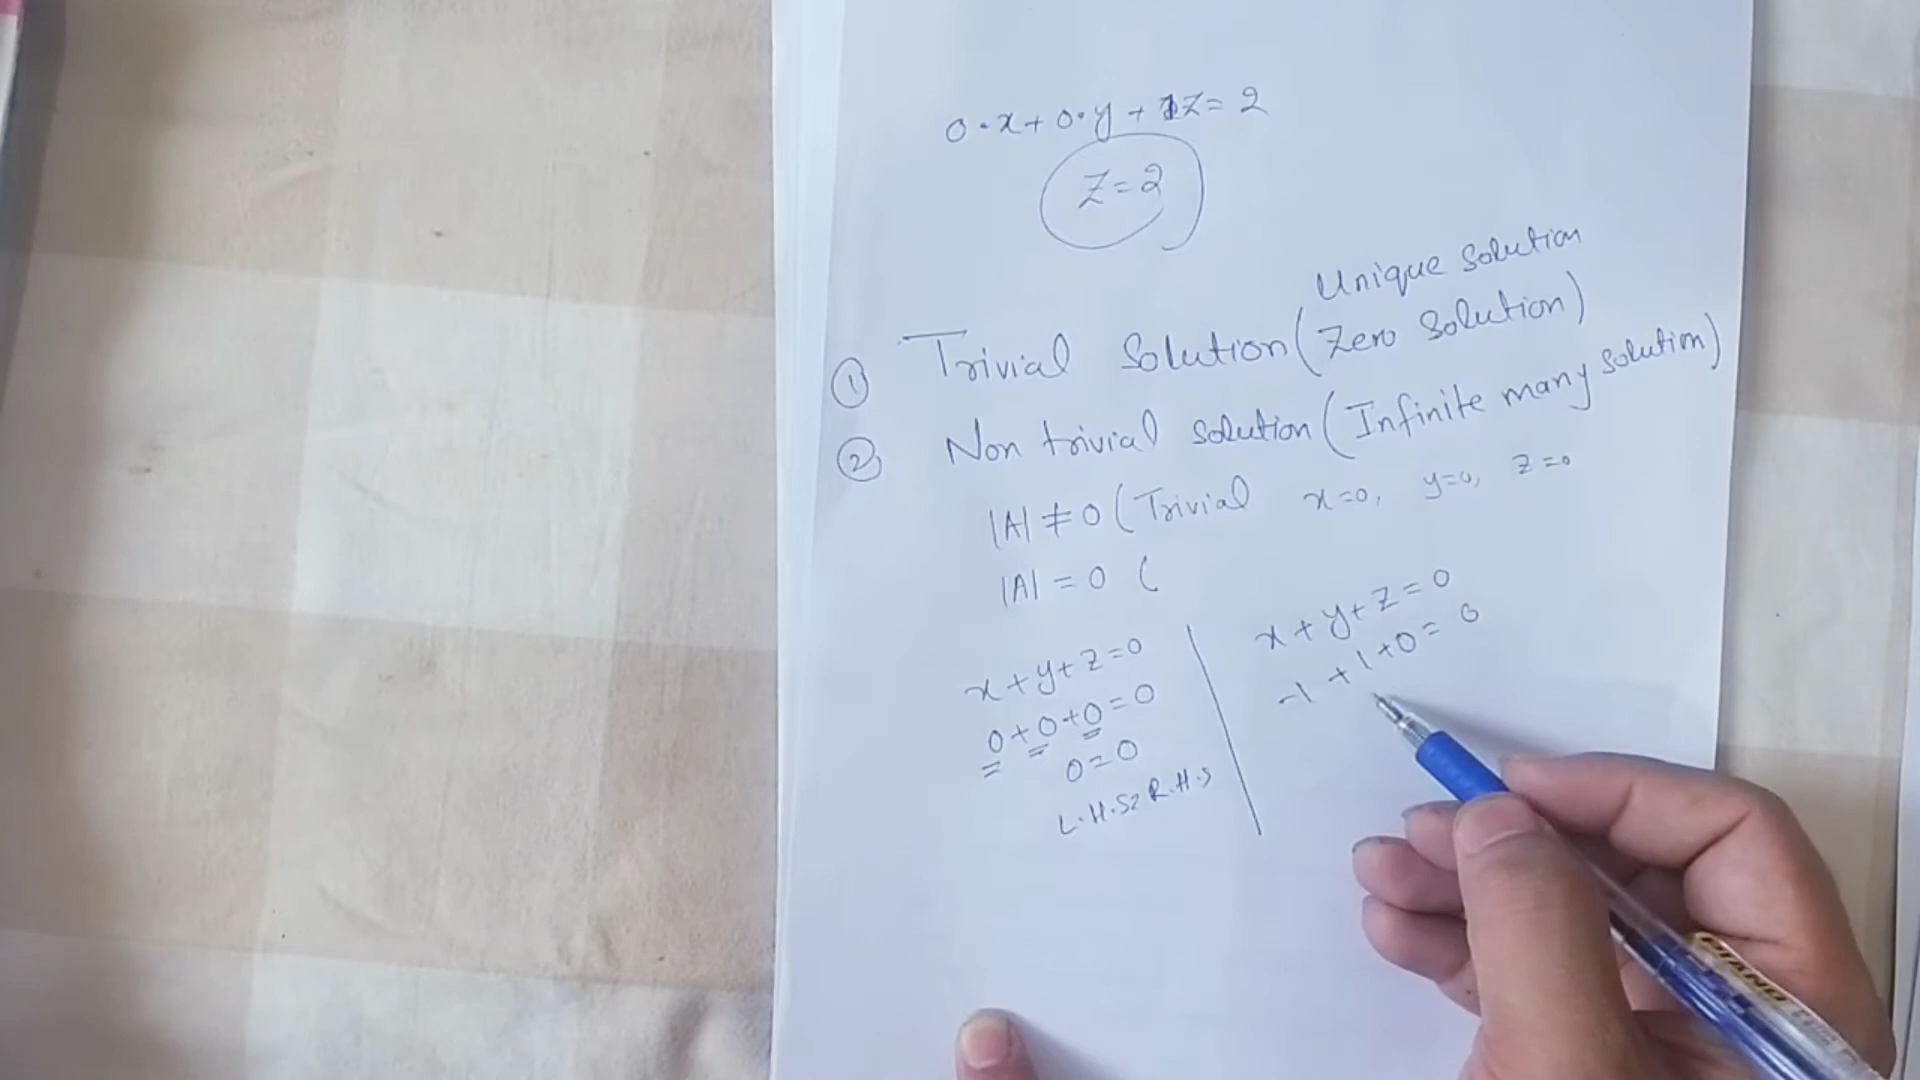 0·x + 0·y + 1z = 2
z = 2
Unique solution
① Trivial Solution (Zero Solution)
② Non trivial solution (Infinite many solution)
|A| ≠ 0 (Trivial x=0, y=0, z=0
|A| = 0 (
x+y+z=0
0+0+0=0
0=0
L.H.S= R.H.S
x+y+z=0
-1+1+0=0
PIANO